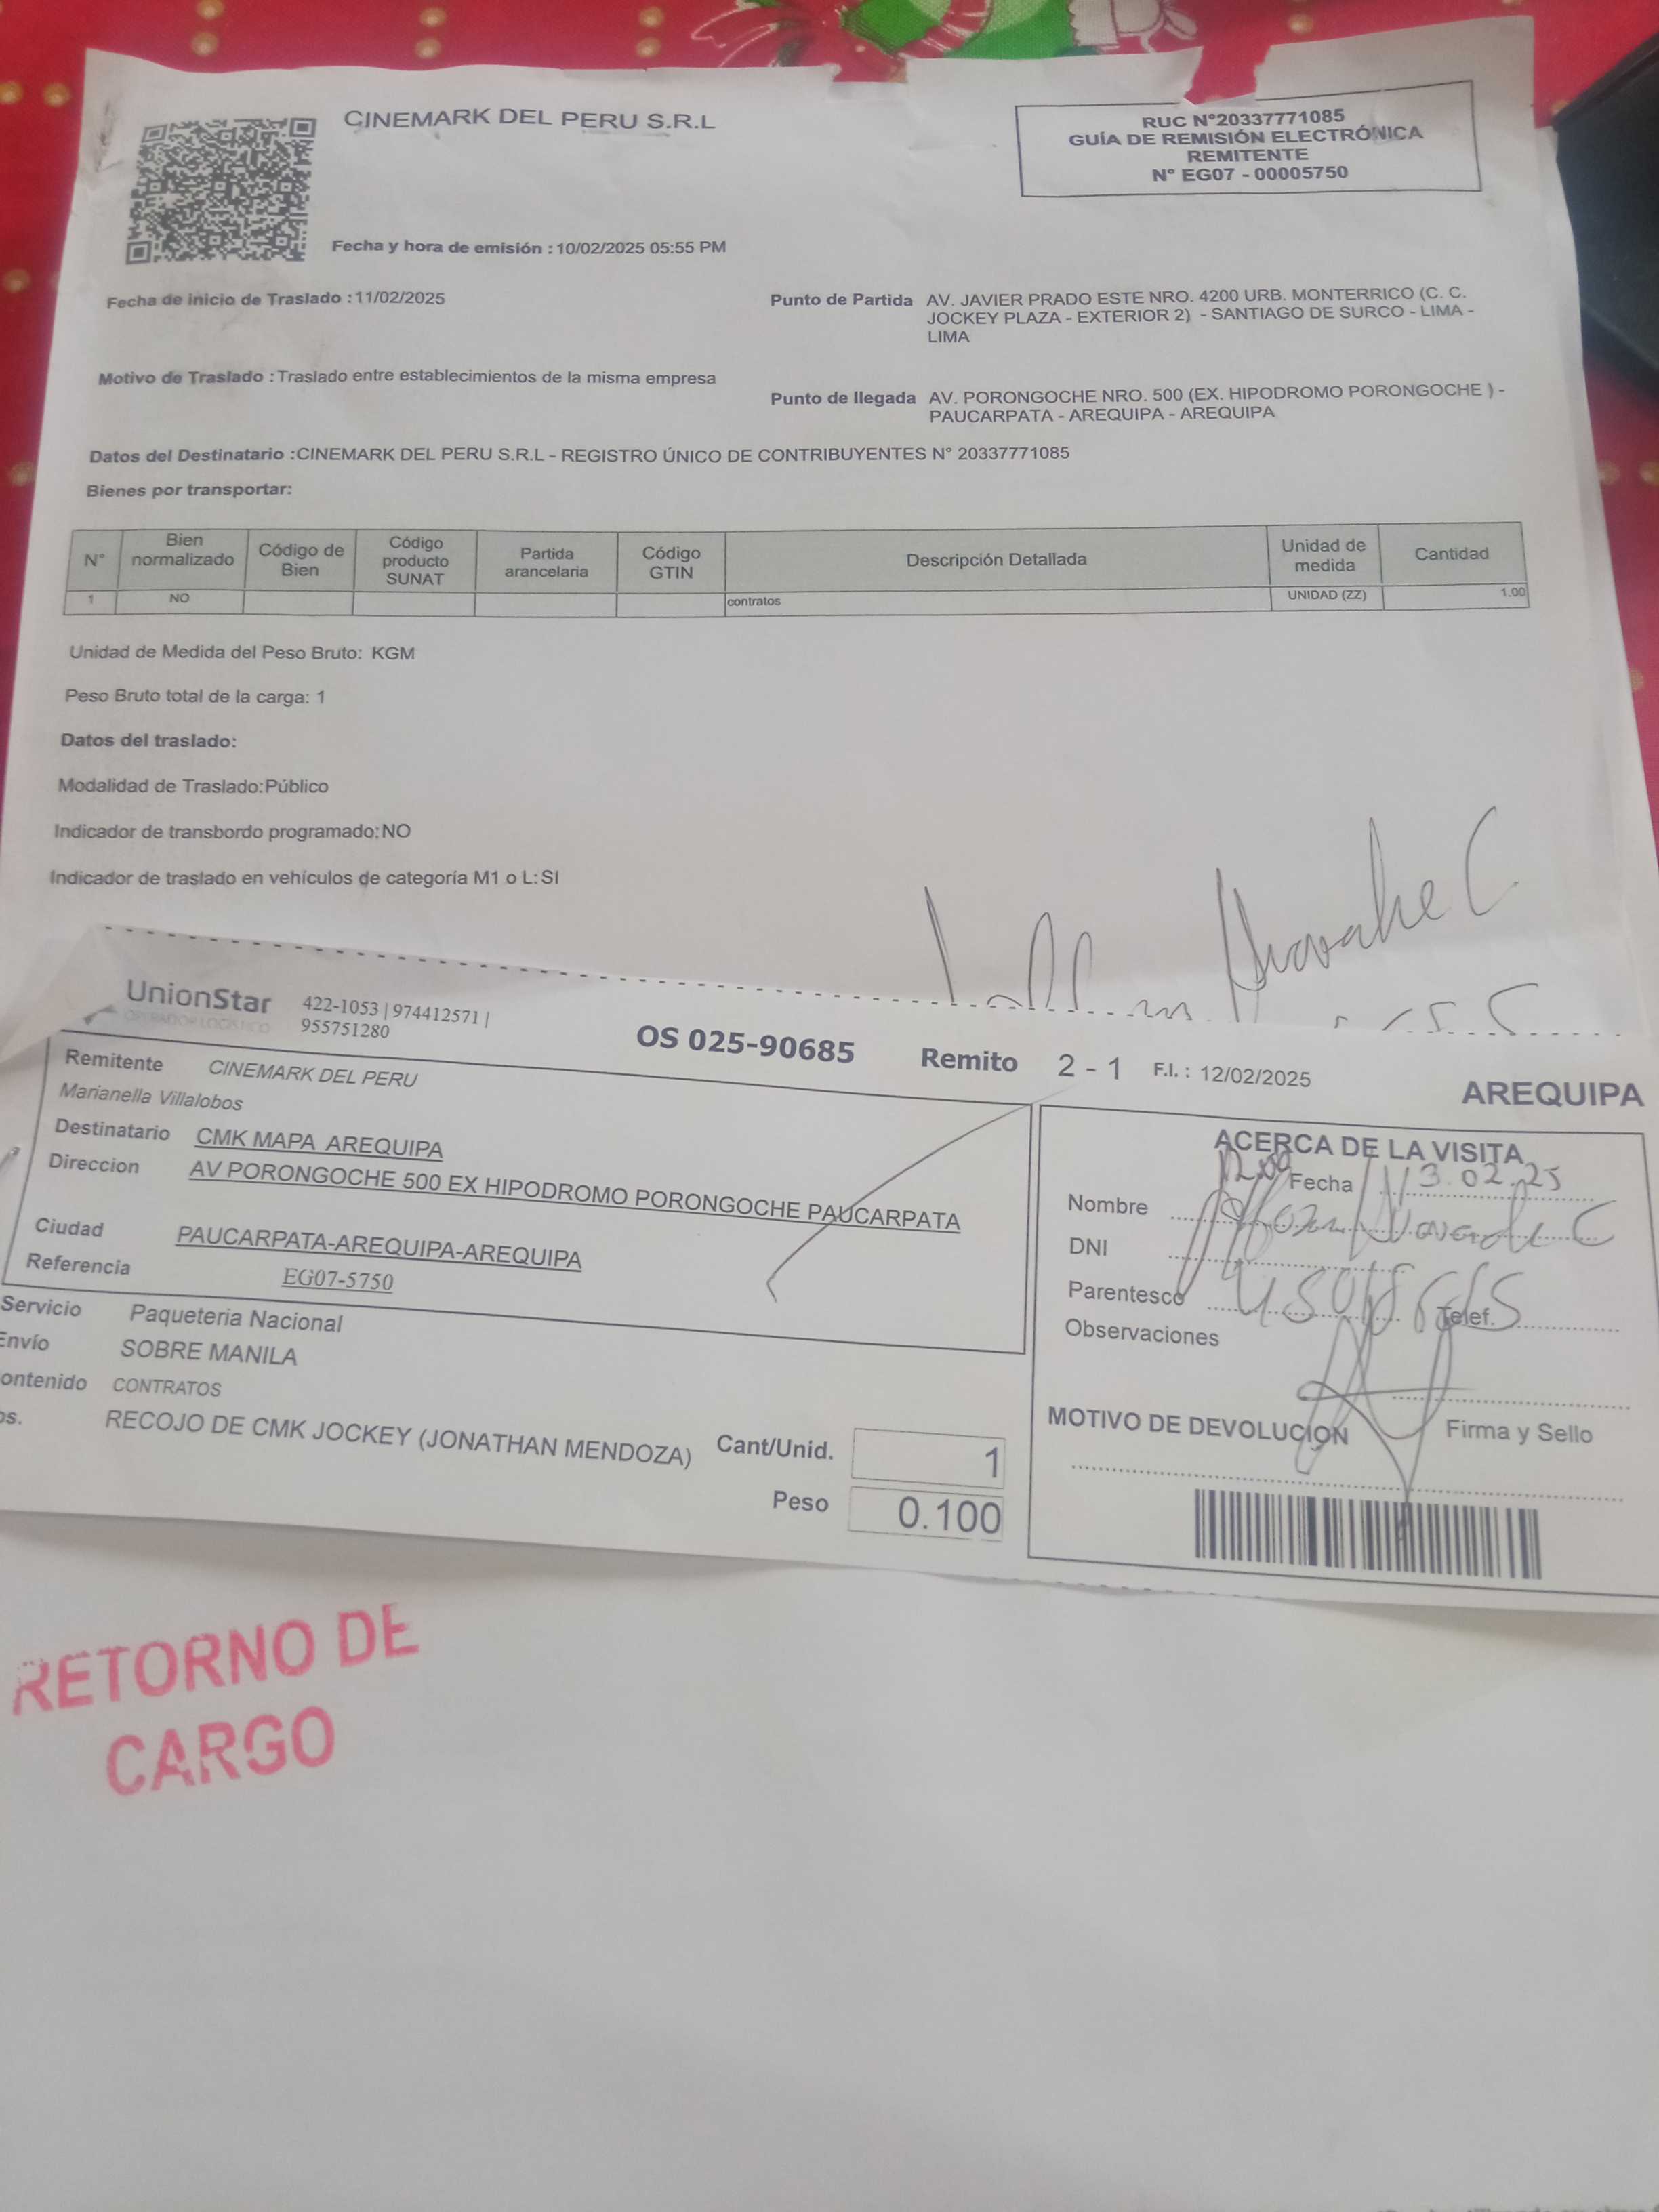 CINEMARK DEL PERU S.R.L
RUC N°20337771085
GUÍA DE REMISIÓN ELECTRÓNICA
REMITENTE
N° EG07 - 00005750
Fecha y hora de emisión : 10/02/2025 05:55 PM
Fecha de inicio de Traslado : 11/02/2025
Punto de Partida AV. JAVIER PRADO ESTE NRO. 4200 URB. MONTERRICO (C. C.
JOCKEY PLAZA - EXTERIOR 2) - SANTIAGO DE SURCO - LIMA -
LIMA
Motivo de Traslado : Traslado entre establecimientos de la misma empresa
Punto de llegada AV. PORONGOCHE NRO. 500 (EX. HIPODROMO PORONGOCHE ) -
PAUCARPATA - AREQUIPA - AREQUIPA
Datos del Destinatario :CINEMARK DEL PERU S.R.L - REGISTRO ÚNICO DE CONTRIBUYENTES N° 20337771085
Bienes por transportar:
N° Bien normalizado Código de Bien Código producto SUNAT Partida arancelaria Código GTIN Descripción Detallada Unidad de medida Cantidad
1 NO contratos UNIDAD (ZZ) 1.00
Unidad de Medida del Peso Bruto: KGM
Peso Bruto total de la carga: 1
Datos del traslado:
Modalidad de Traslado:Público
Indicador de transbordo programado:NO
Indicador de traslado en vehículos de categoría M1 o L:SI
UnionStar
OPERADOR LOGISTICO
422-1053 | 974412571 |
955751280
OS 025-90685 Remito 2 - 1 F.I. : 12/02/2025 AREQUIPA
Remitente CINEMARK DEL PERU
Marianella Villalobos
Destinatario CMK MAPA AREQUIPA
Direccion AV PORONGOCHE 500 EX HIPODROMO PORONGOCHE PAUCARPATA
Ciudad PAUCARPATA-AREQUIPA-AREQUIPA
Referencia EG07-5750
Servicio Paqueteria Nacional
Envío SOBRE MANILA
ontenido CONTRATOS
os. RECOJO DE CMK JOCKEY (JONATHAN MENDOZA)
Cant/Unid. 1
Peso 0.100
ACERCA DE LA VISITA
Fecha 13.02.25
Nombre
DNI
Parentesco
Telef.
Observaciones
MOTIVO DE DEVOLUCION
Firma y Sello
RETORNO DE
CARGO